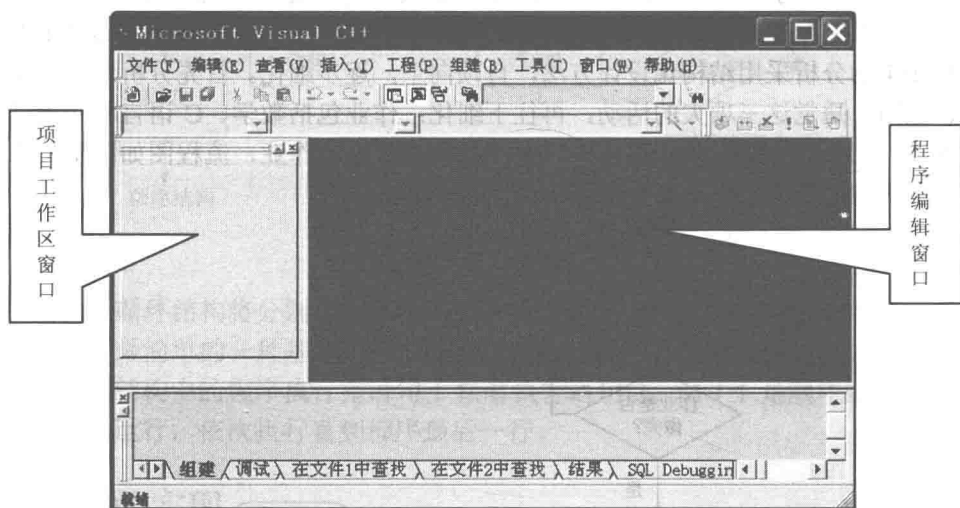 Microsoft Visual C++
文件(F) 编辑(E) 查看(V) 插入(I) 工程(P) 组建(B) 工具(T) 窗口(W) 帮助(H)
项目工作区窗口
程序编辑窗口
组建 调试 在文件1中查找 在文件2中查找 结果 SQL Debuggin
就绪